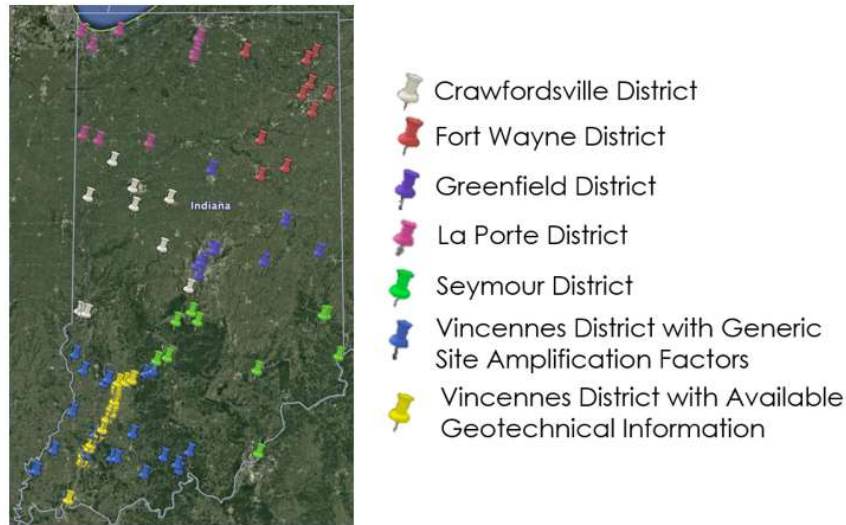 Indiana
Crawfordsville District
Fort Wayne District
Greenfield District
La Porte District
Seymour District
Vincennes District with Generic
Site Amplification Factors
Vincennes District with Available
Geotechnical Information